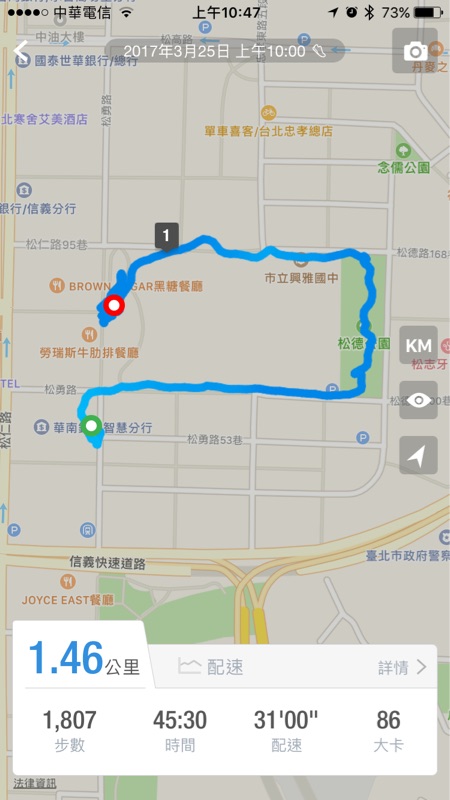 中華電信 上午10:47 73%
松高路
中油大樓
2017年3月25日 上午10:00
國泰世華銀行/總行
丹麥之
松勇路
北寒舍艾美酒店
單車喜客/台北忠孝總店
念儒公園
銀行/信義分行
1
松仁路95巷
松德路168
市立興雅國中
BROWN GAR黑糖餐廳
松德公園
KM
勞瑞斯牛肋排餐廳
松志牙
TEL
松勇路
松仁路
華南 智慧分行
松勇路53巷
信義快速道路
臺北市政府警察
JOYCE EAST餐廳
1.46公里
配速
詳情
1,807 45:30 31'00" 86
步數 時間 配速 大卡
法律資訊